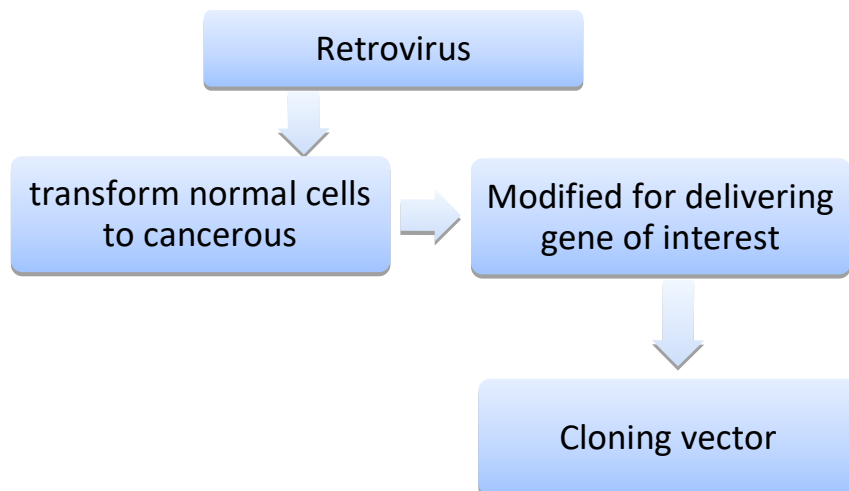 Retrovirus
transform normal cells
to cancerous
Modified for delivering
gene of interest
Cloning vector